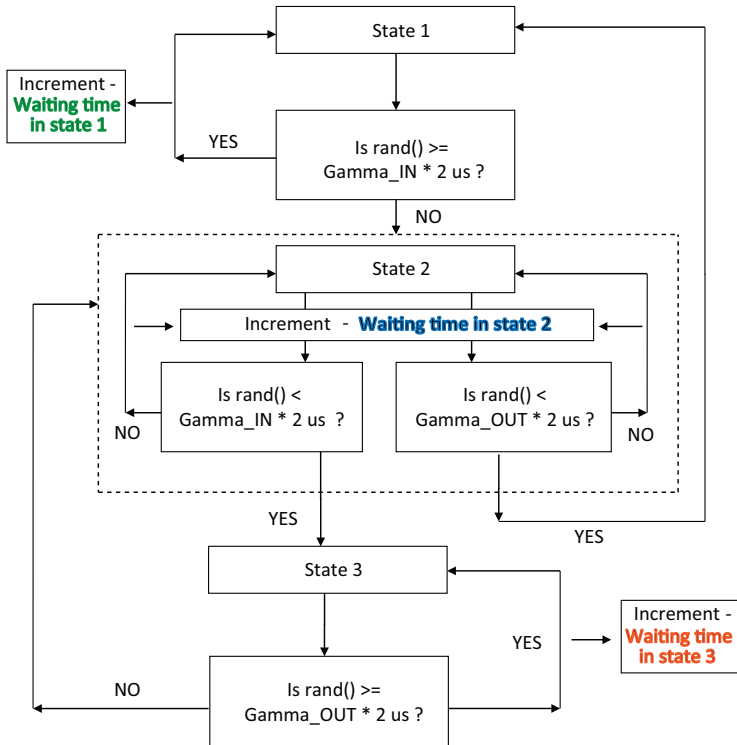 State 1
Increment -
Waiting time
in state 1
YES
Is rand() >=
Gamma_IN * 2 us ?
NO
State 2
Increment - Waiting time in state 2
Is rand() <
Gamma_IN * 2 us ?
Is rand() <
Gamma_OUT * 2 us ?
NO
NO
YES
YES
State 3
Increment -
Waiting time
in state 3
YES
NO
Is rand() >=
Gamma_OUT * 2 us ?